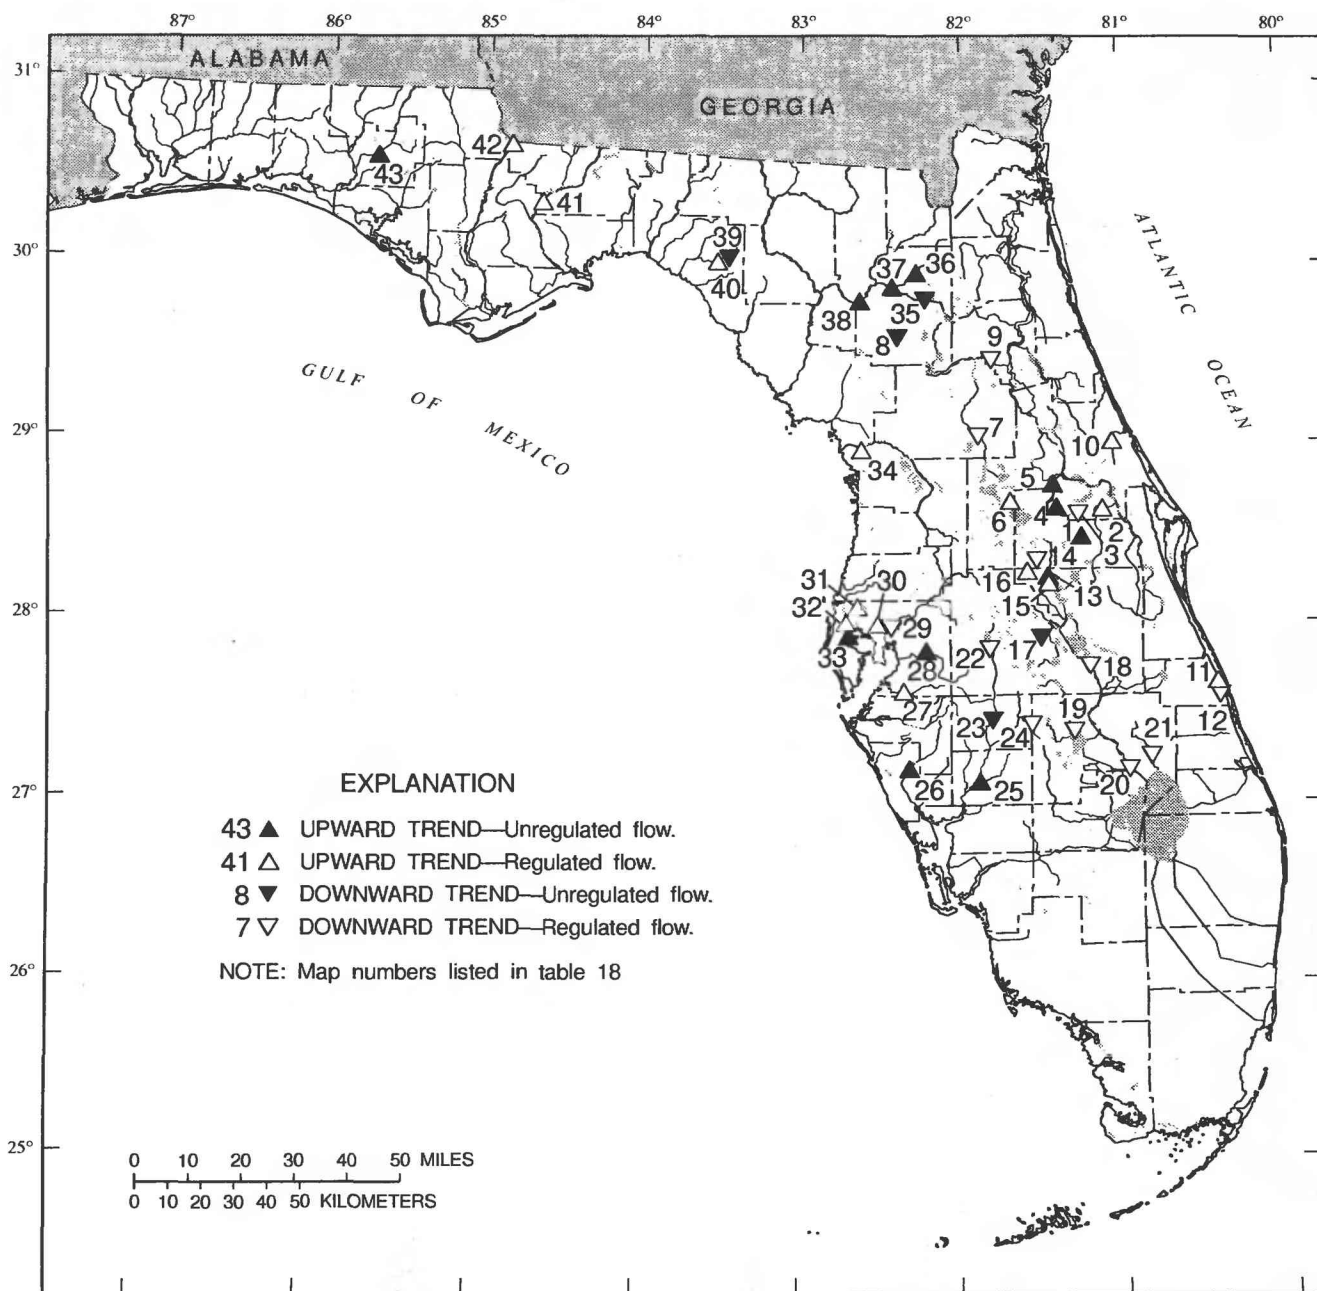 87° 86° 85° 84° 83° 82° 81° 80°
31°
ALABAMA
GEORGIA
42
43
41
30°
39
40
37 36
38 35
8 9
ATLANTIC
OCEAN
GULF OF MEXICO
29°
7
10
34
5
6 4 1 2
3
14
16
13
15
31 30
28°
32
29
33
28
22
17
18
11
27
12
23 24 19
21
20
27°
26
25
EXPLANATION
43 ▲ UPWARD TREND—Unregulated flow.
41 △ UPWARD TREND—Regulated flow.
8 ▼ DOWNWARD TREND—Unregulated flow.
7 ▽ DOWNWARD TREND—Regulated flow.
NOTE: Map numbers listed in table 18
26°
25°
0 10 20 30 40 50 MILES
0 10 20 30 40 50 KILOMETERS